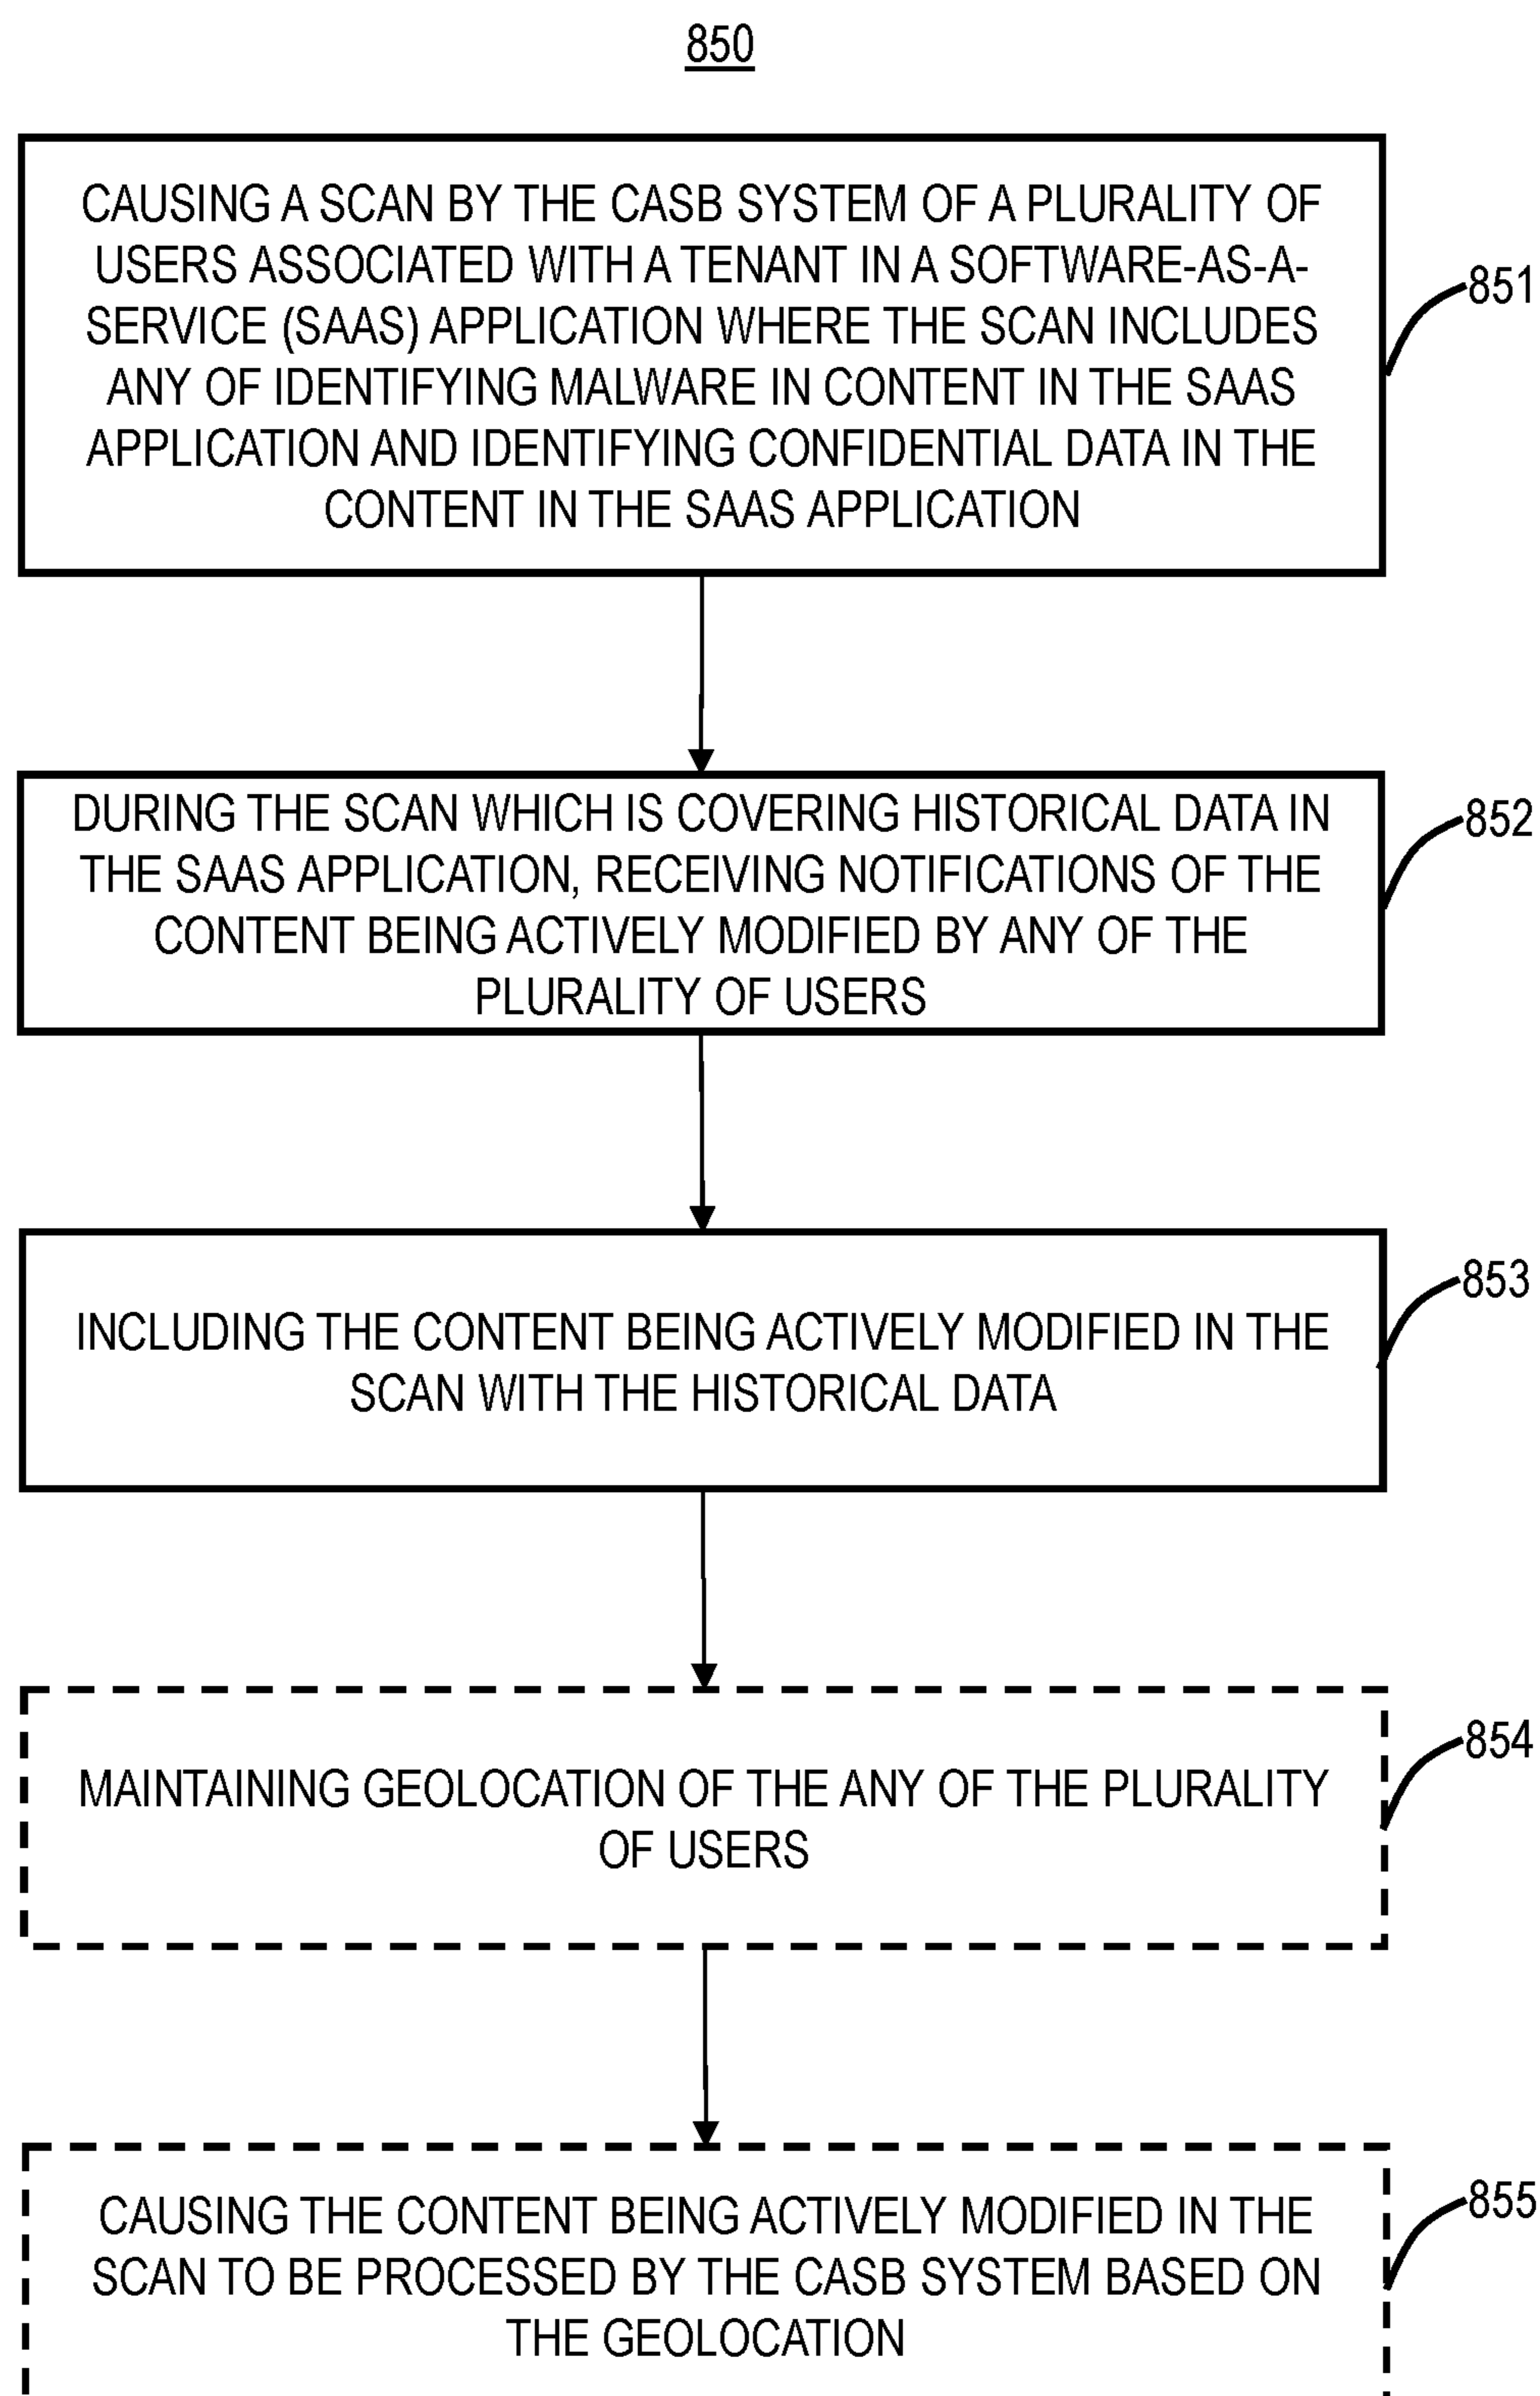 850
CAUSING A SCAN BY THE CASB SYSTEM OF A PLURALITY OF
USERS ASSOCIATED WITH A TENANT IN A SOFTWARE-AS-A-
SERVICE (SAAS) APPLICATION WHERE THE SCAN INCLUDES
ANY OF IDENTIFYING MALWARE IN CONTENT IN THE SAAS
APPLICATION AND IDENTIFYING CONFIDENTIAL DATA IN THE
CONTENT IN THE SAAS APPLICATION
851
DURING THE SCAN WHICH IS COVERING HISTORICAL DATA IN
THE SAAS APPLICATION, RECEIVING NOTIFICATIONS OF THE
CONTENT BEING ACTIVELY MODIFIED BY ANY OF THE
PLURALITY OF USERS
852
INCLUDING THE CONTENT BEING ACTIVELY MODIFIED IN THE
SCAN WITH THE HISTORICAL DATA
853
MAINTAINING GEOLOCATION OF THE ANY OF THE PLURALITY
OF USERS
854
CAUSING THE CONTENT BEING ACTIVELY MODIFIED IN THE
SCAN TO BE PROCESSED BY THE CASB SYSTEM BASED ON
THE GEOLOCATION
855